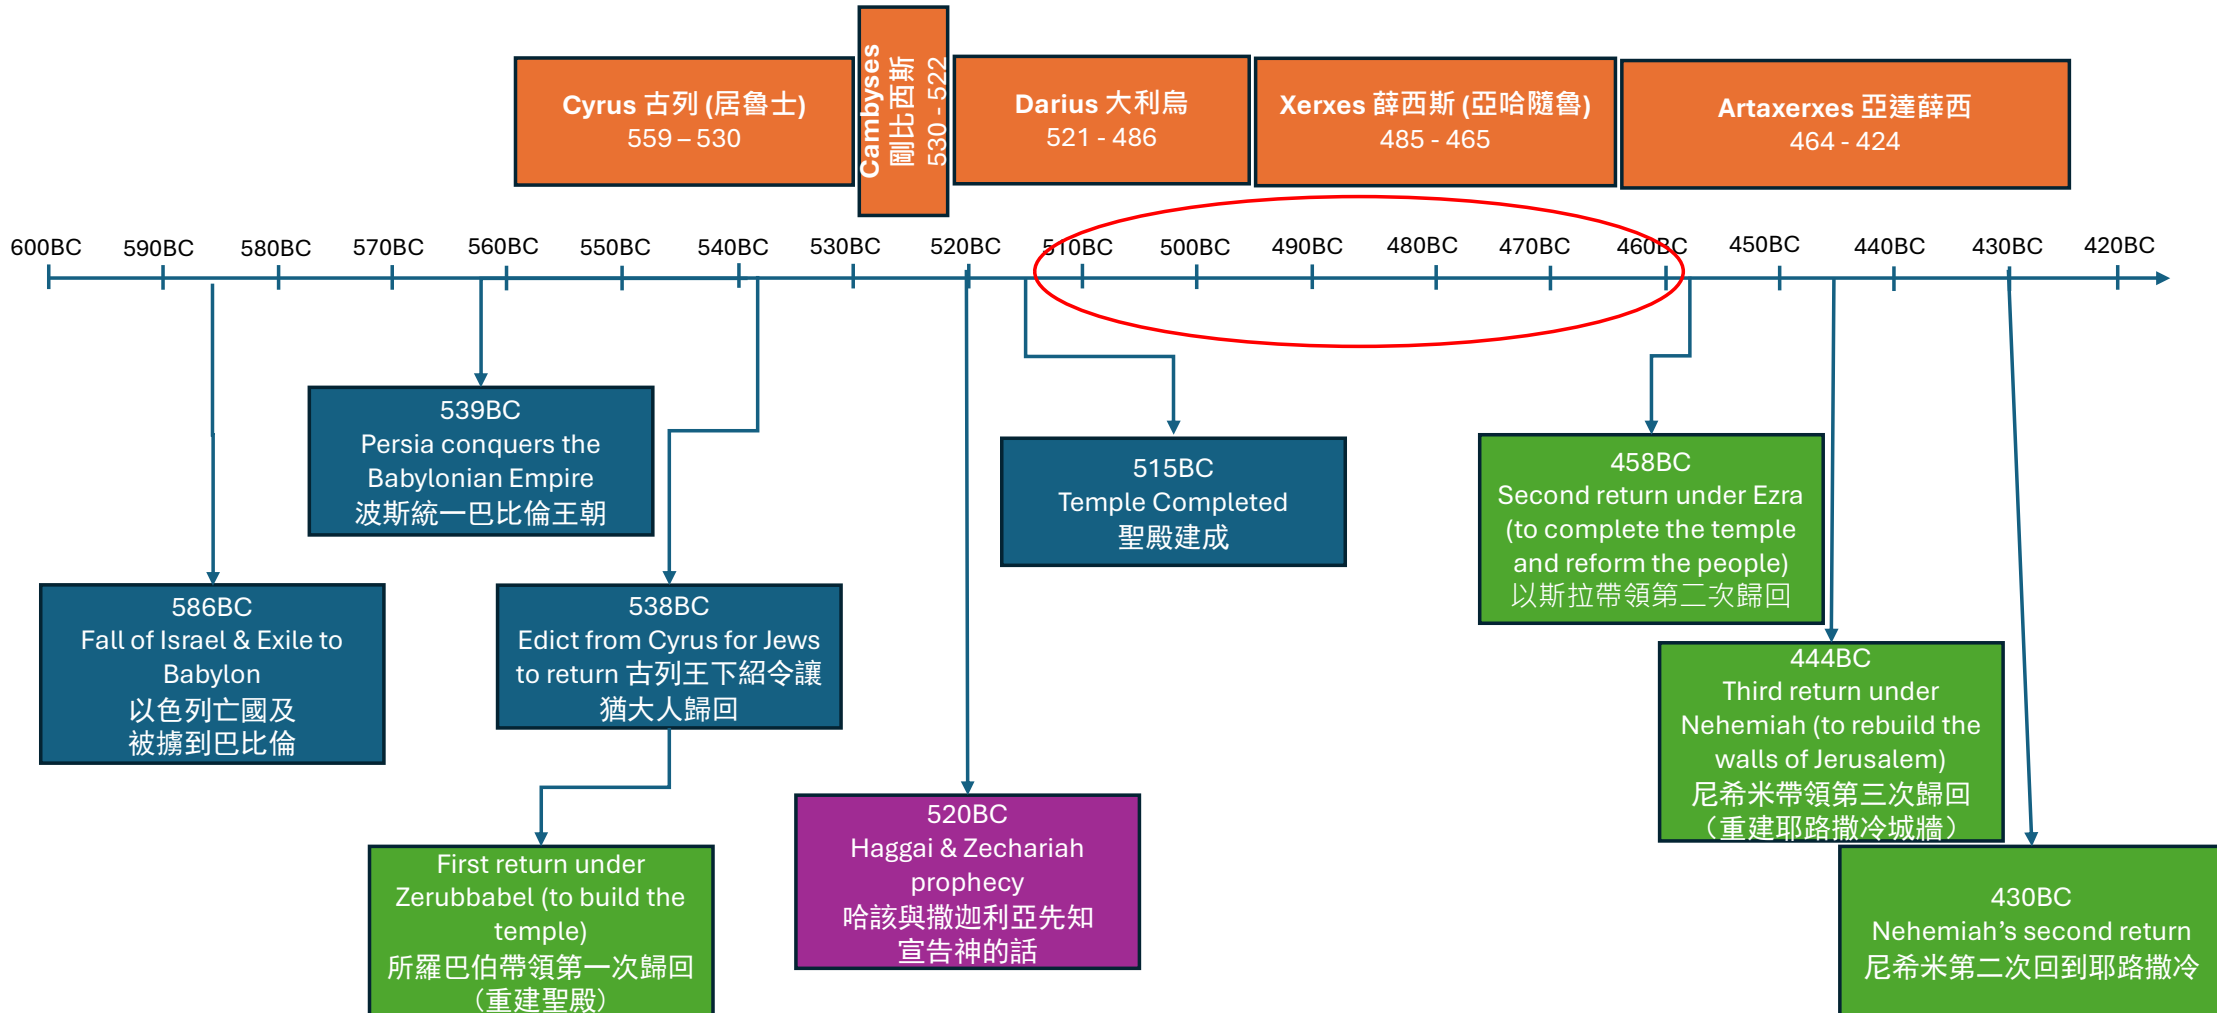 Cyrus 古列 (居魯士)
559 – 530
Cambyses
剛比西斯
530 - 522
Darius 大利烏
521 - 486
Xerxes 薛西斯 (亞哈隨魯)
485 - 465
Artaxerxes 亞達薛西
464 - 424
600BC 590BC 580BC 570BC 560BC 550BC 540BC 530BC 520BC 510BC 500BC 490BC 480BC 470BC 460BC 450BC 440BC 430BC 420BC
539BC
Persia conquers the
Babylonian Empire
波斯統一巴比倫王朝
515BC
Temple Completed
聖殿建成
458BC
Second return under Ezra
(to complete the temple
and reform the people)
以斯拉帶領第二次歸回
586BC
Fall of Israel & Exile to
Babylon
以色列亡國及
被擄到巴比倫
538BC
Edict from Cyrus for Jews
to return 古列王下紹令讓
猶大人歸回
444BC
Third return under
Nehemiah (to rebuild the
walls of Jerusalem)
尼希米帶領第三次歸回
（重建耶路撒冷城牆）
First return under
Zerubbabel (to build the
temple)
所羅巴伯帶領第一次歸回
（重建聖殿）
520BC
Haggai & Zechariah
prophecy
哈該與撒迦利亞先知
宣告神的話
430BC
Nehemiah’s second return
尼希米第二次回到耶路撒冷